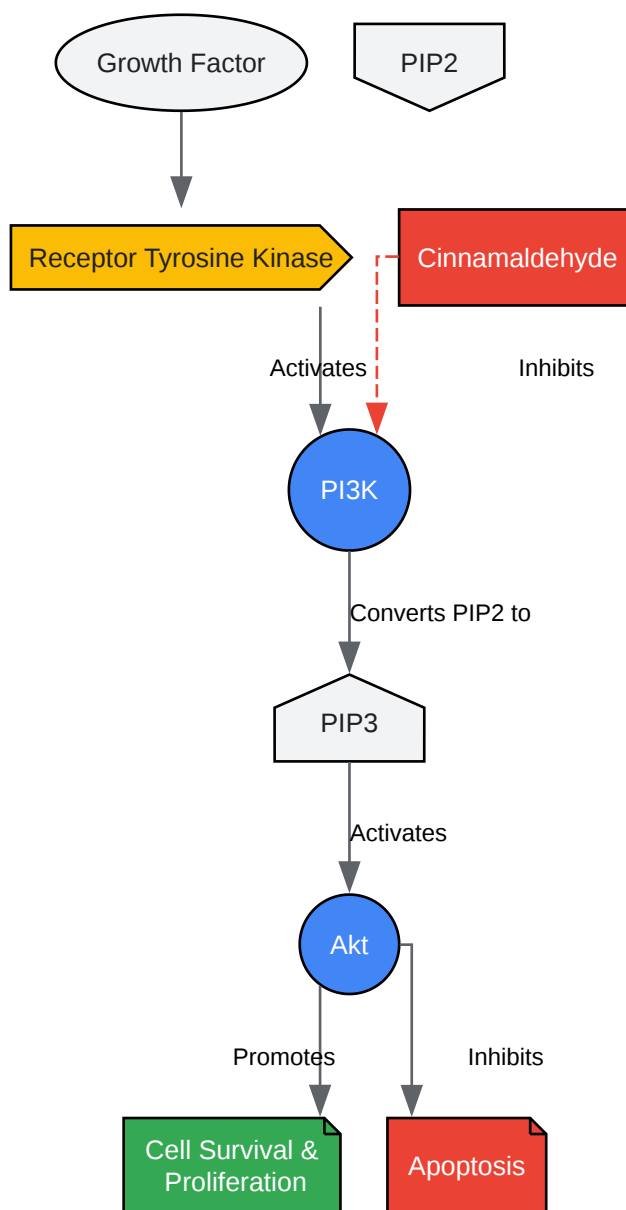 Growth Factor
PIP2
Receptor Tyrosine Kinase
Cinnamaldehyde
Activates
Inhibits
PI3K
Converts PIP2 to
PIP3
Activates
Akt
Promotes
Inhibits
Cell Survival &
Proliferation
Apoptosis